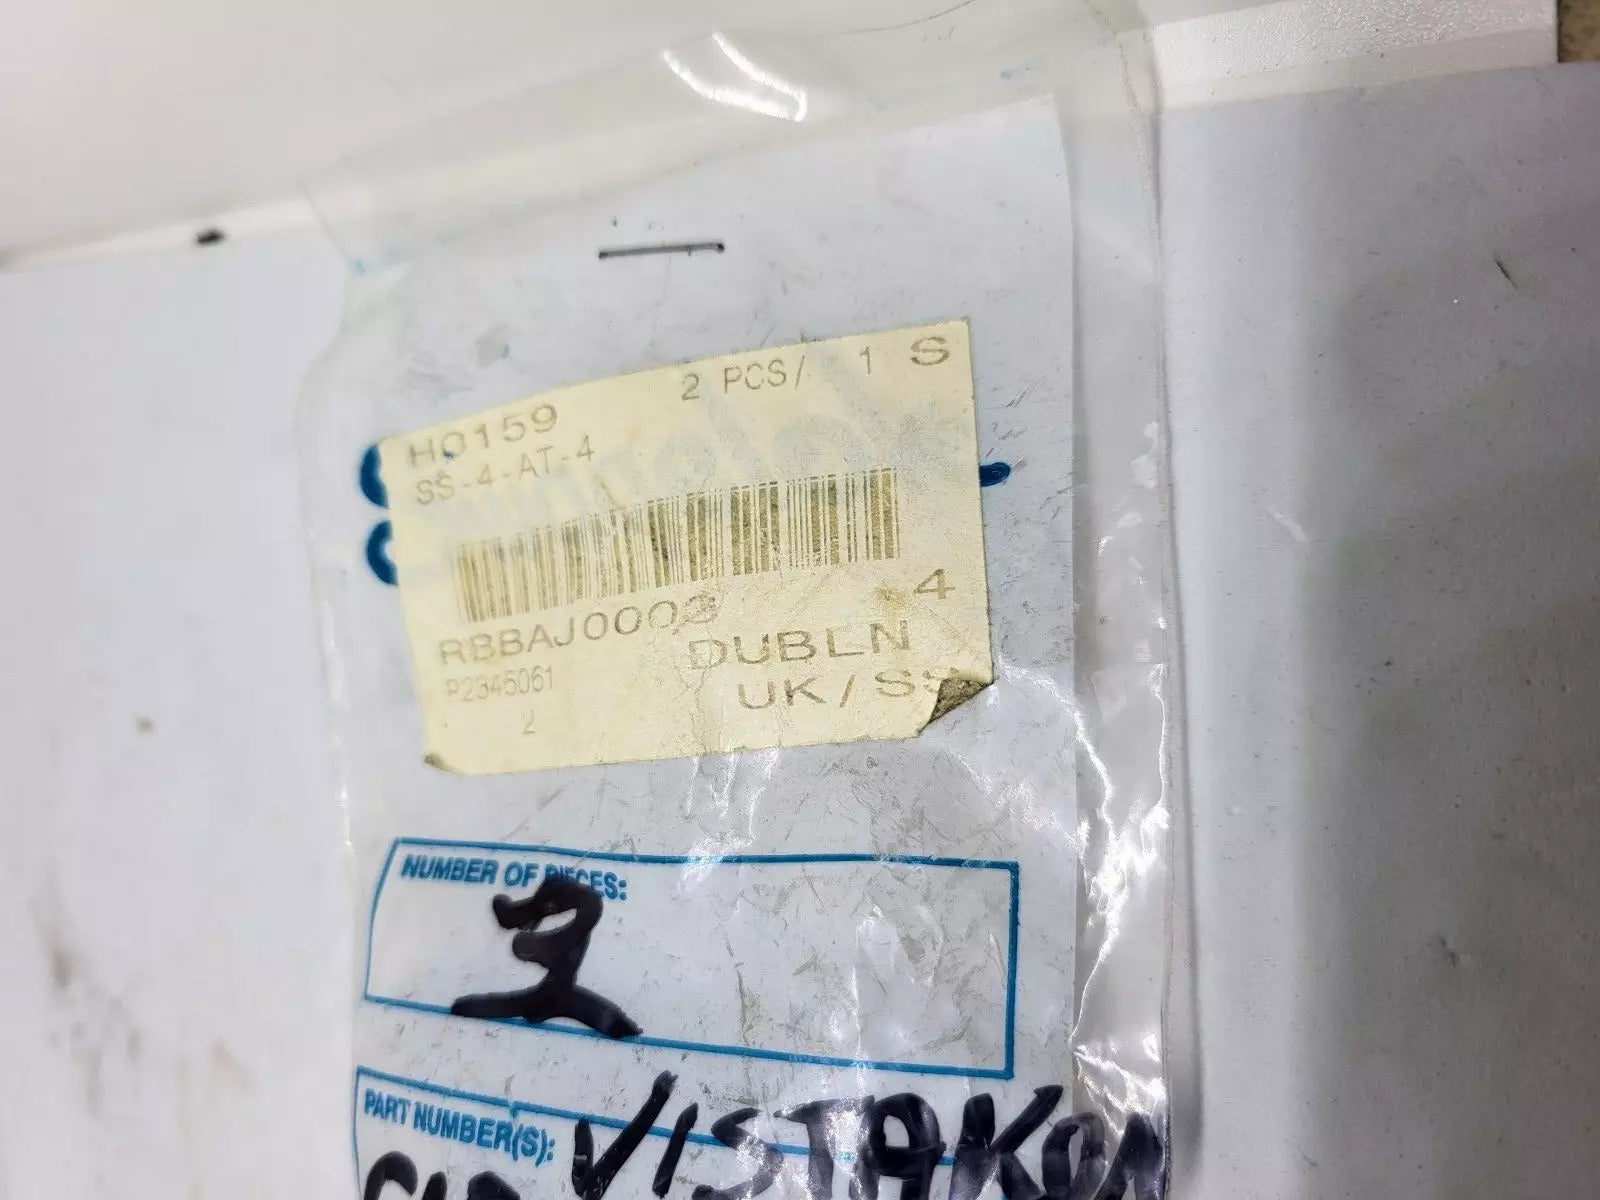 2 PCS/ 1 S
H0159
SS-4-AT-4
4
RBBAJ0003
DUBLN
P2346061
UK/SS
2
NUMBER OF PIECES:
2
PART NUMBER(S):
VISTAKON